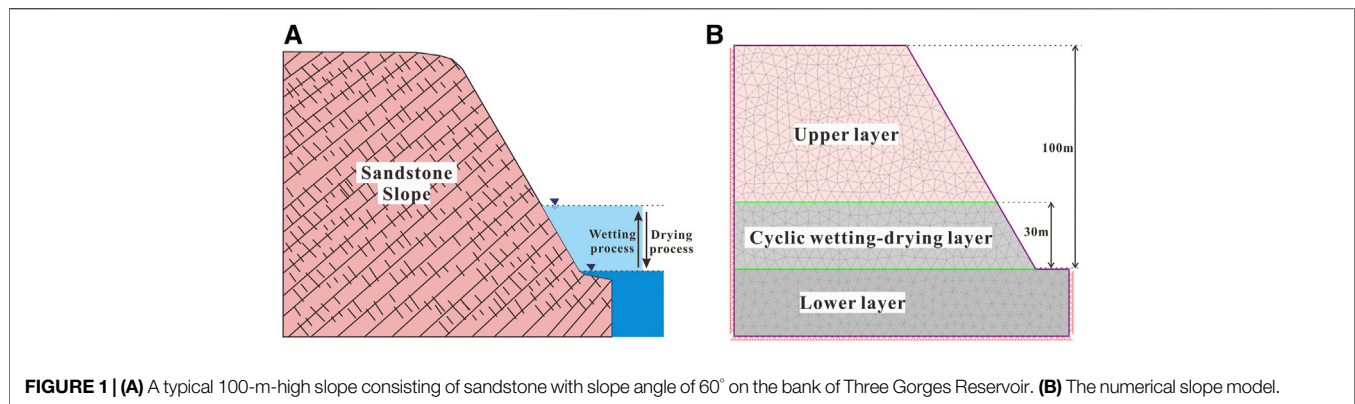 A
Sandstone
Slope
Wetting
process
Drying
process
B
Upper layer
100m
Cyclic wetting-drying layer
30m
Lower layer
FIGURE 1 | (A) A typical 100-m-high slope consisting of sandstone with slope angle of 60° on the bank of Three Gorges Reservoir. (B) The numerical slope model.